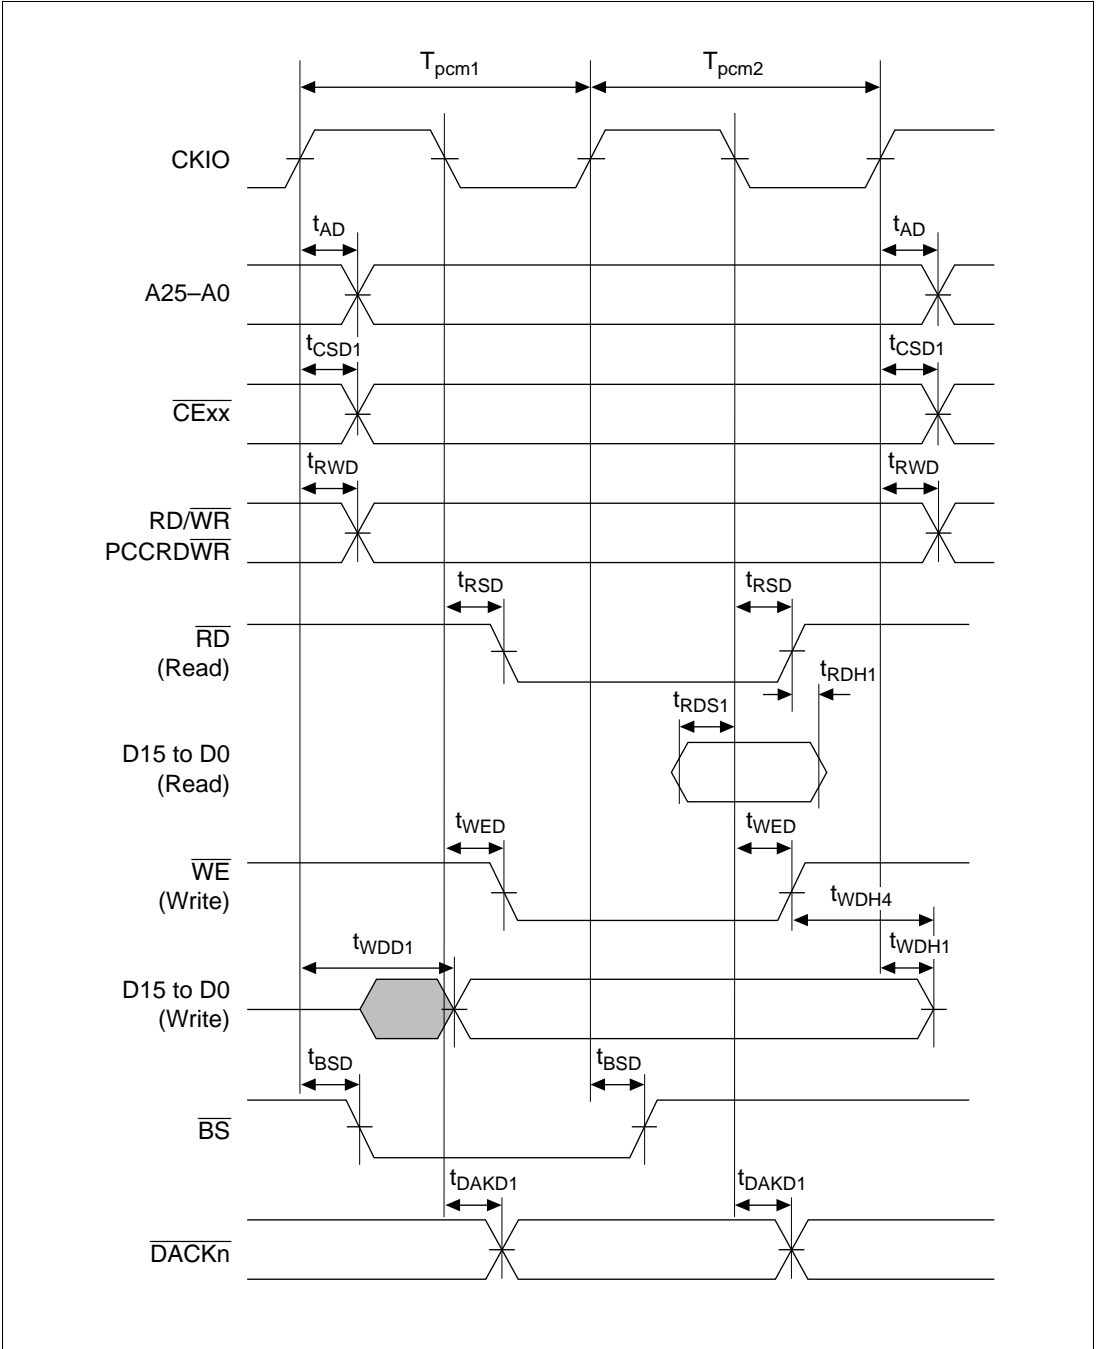 Tpcm1 Tpcm2
CKIO
tAD tAD
A25–A0
tCSD1 tCSD1
CExx
tRWD tRWD
RD/WR
PCCRDWR
tRSD tRSD
RD
(Read)
tRDH1
tRDS1
D15 to D0
(Read)
tWED tWED
WE
(Write)
tWDH4
tWDD1 tWDH1
D15 to D0
(Write)
tBSD tBSD
BS
tDAKD1 tDAKD1
DACKn